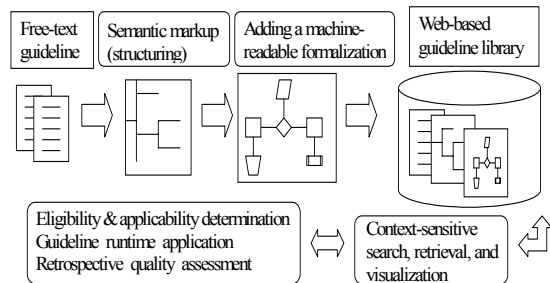 Free-text
guideline
Semantic markup
(structuring)
Adding a machine-
readable formalization
Web-based
guideline library
Eligibility & applicability determination
Guideline runtime application
Retrospective quality assessment
Context-sensitive
search, retrieval, and
visualization